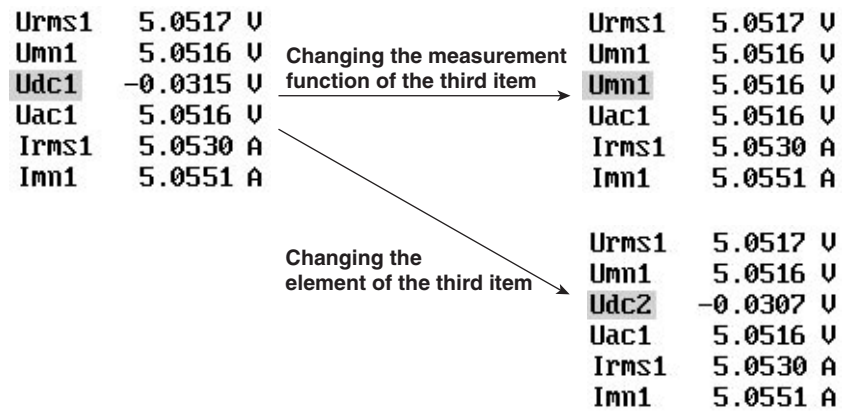 Urms1 5.0517 V
Umn1 5.0516 V
Udc1 -0.0315 V
Uac1 5.0516 V
Irms1 5.0530 A
Imn1 5.0551 A
Changing the measurement
function of the third item
Urms1 5.0517 V
Umn1 5.0516 V
Umn1 5.0516 V
Uac1 5.0516 V
Irms1 5.0530 A
Imn1 5.0551 A
Changing the
element of the third item
Urms1 5.0517 V
Umn1 5.0516 V
Udc2 -0.0307 V
Uac1 5.0516 V
Irms1 5.0530 A
Imn1 5.0551 A